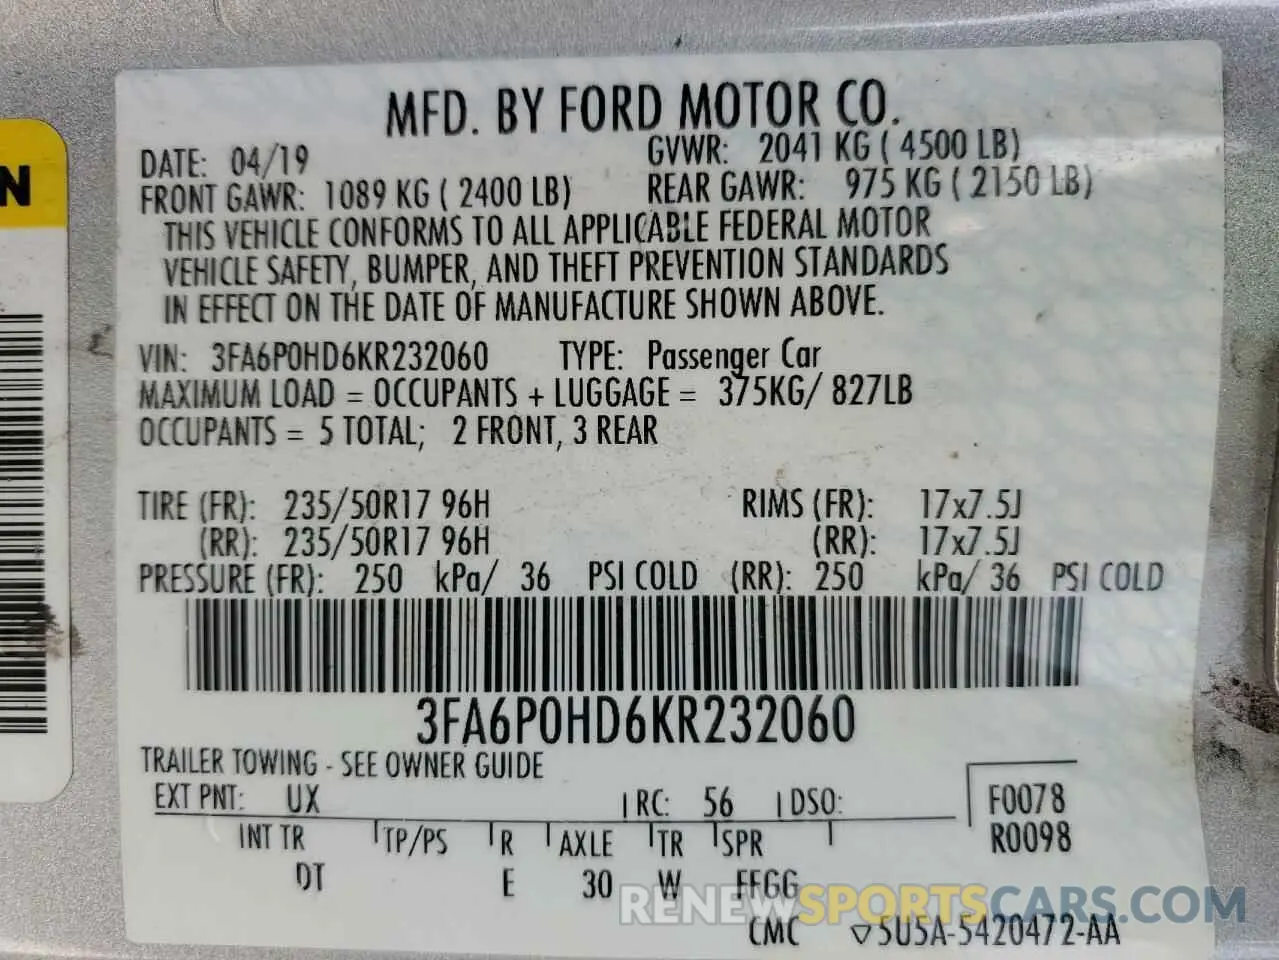 MFD. BY FORD MOTOR CO.
DATE: 04/19 GVWR: 2041 KG ( 4500 LB)
FRONT GAWR: 1089 KG ( 2400 LB) REAR GAWR: 975 KG ( 2150 LB)
THIS VEHICLE CONFORMS TO ALL APPLICABLE FEDERAL MOTOR
VEHICLE SAFETY, BUMPER, AND THEFT PREVENTION STANDARDS
IN EFFECT ON THE DATE OF MANUFACTURE SHOWN ABOVE.
VIN: 3FA6P0HD6KR232060 TYPE: Passenger Car
MAXIMUM LOAD = OCCUPANTS + LUGGAGE = 375KG/ 827LB
OCCUPANTS = 5 TOTAL; 2 FRONT, 3 REAR
TIRE (FR): 235/50R17 96H RIMS (FR): 17x7.5J
(RR): 235/50R17 96H (RR): 17x7.5J
PRESSURE (FR): 250 kPa/ 36 PSI COLD (RR): 250 kPa/ 36 PSI COLD
3FA6P0HD6KR232060
TRAILER TOWING - SEE OWNER GUIDE
EXT PNT: UX RC: 56 DSO: F0078
INT TR TP/PS R AXLE TR SPR R0098
DT E 30 W FFGG
RENEWSPORTSCARS.COM
CMC ▽5U5A-5420472-AA
N